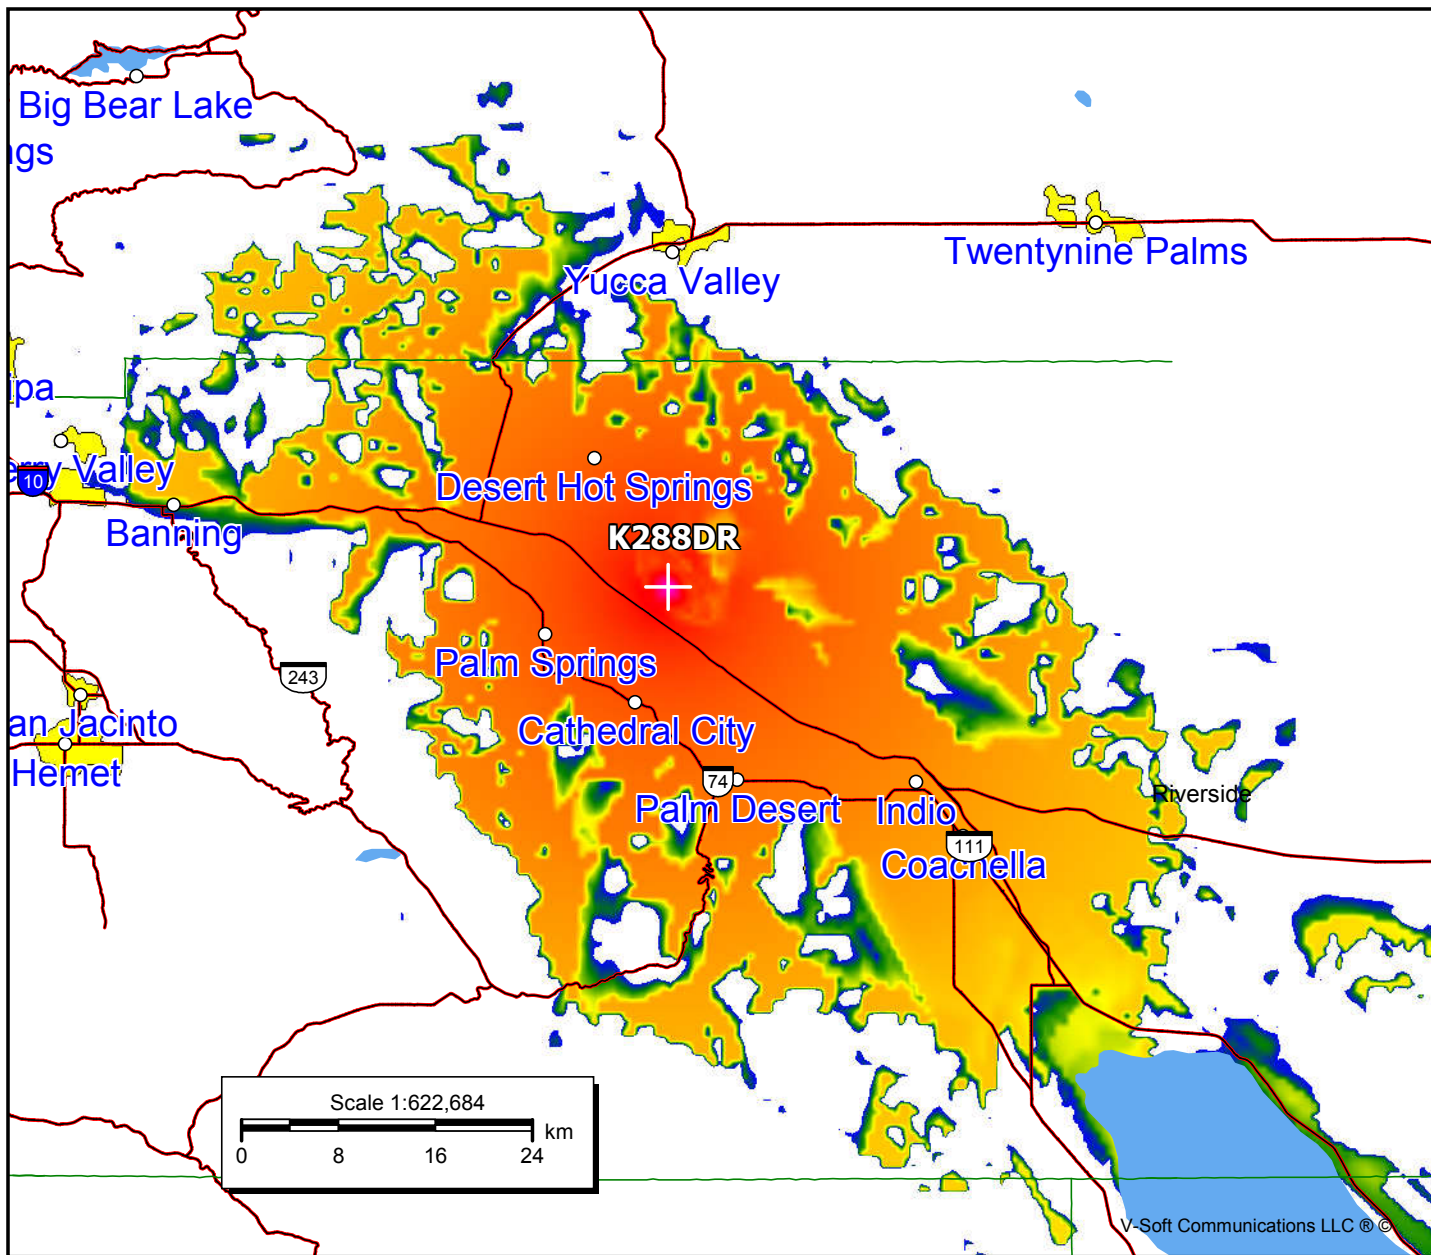 Big Bear Lake
ngs
Twentynine Palms
Yucca Valley
ipa
erry Valley
10
Desert Hot Springs
Banning
K288DR
Palm Springs
243
an Jacinto
Cathedral City
Hemet
74
Palm Desert
Indio
Riverside
111
Coachella
Scale 1:622,684
km
0 8 16 24
V-Soft Communications LLC ® ©